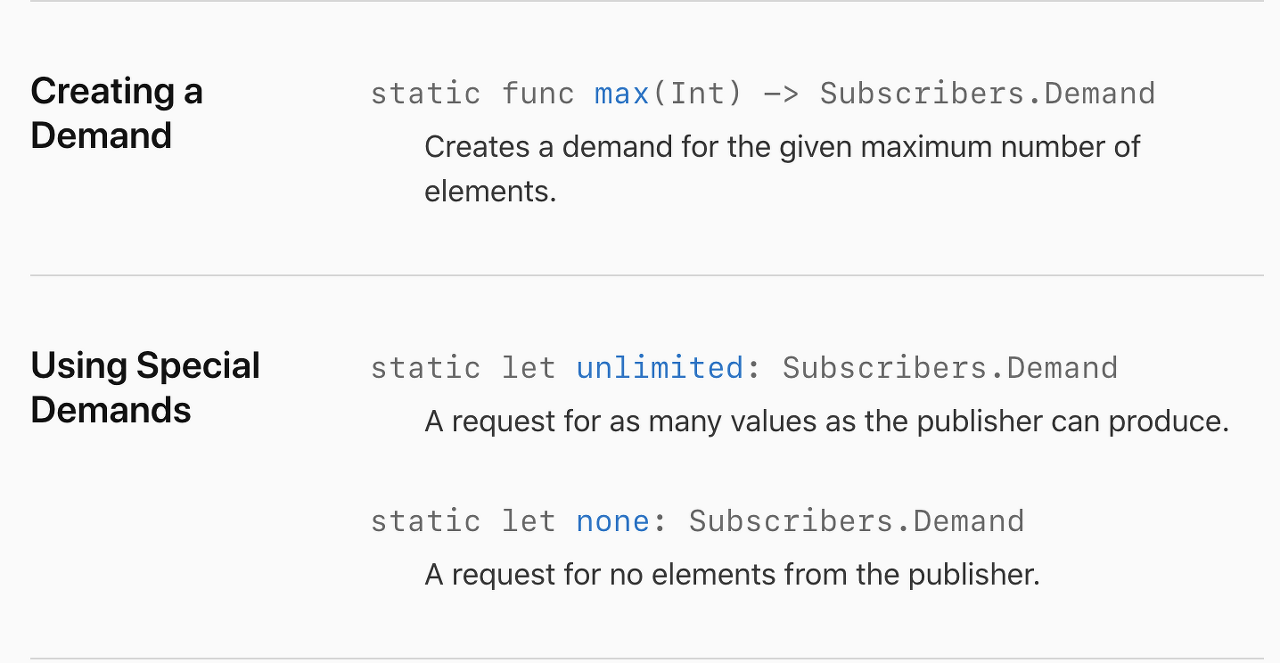 Creating a
Demand
static func max(Int) -> Subscribers.Demand
Creates a demand for the given maximum number of
elements.
Using Special
Demands
static let unlimited: Subscribers.Demand
A request for as many values as the publisher can produce.
static let none: Subscribers.Demand
A request for no elements from the publisher.